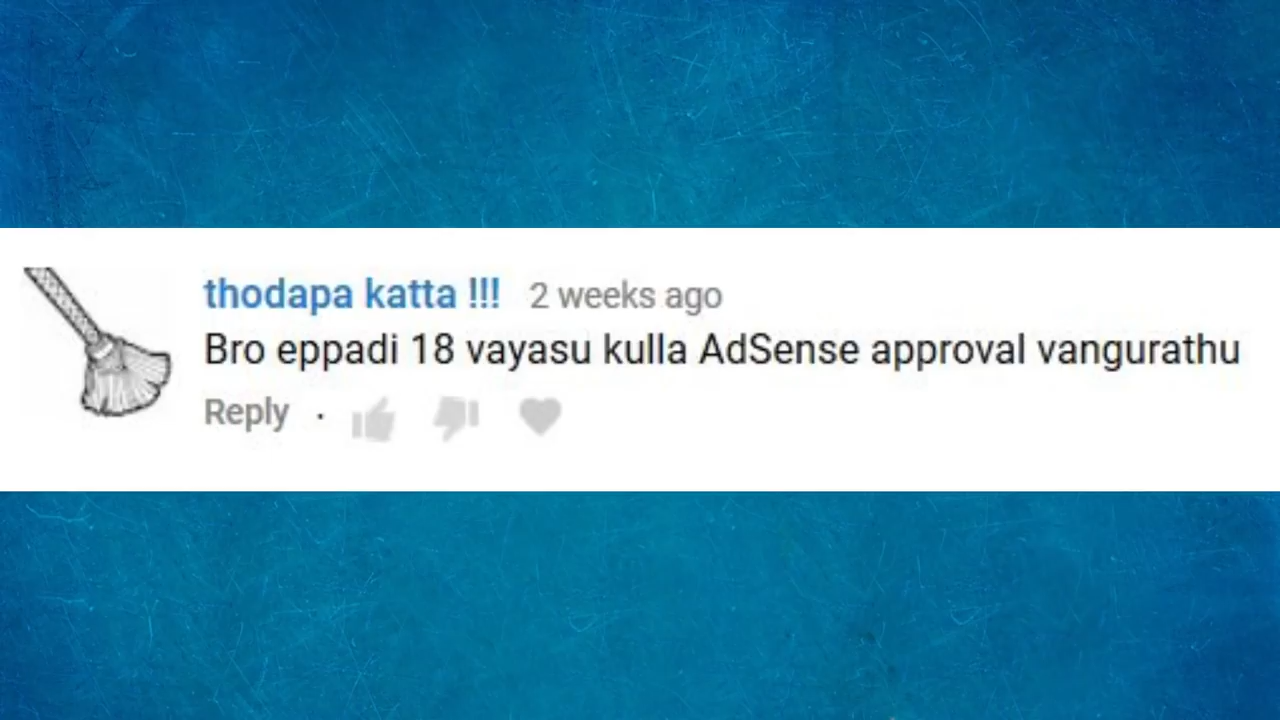 thodapa katta !!! 2 weeks ago
Bro eppadi 18 vayasu kulla AdSense approval vangurathu
Reply ·